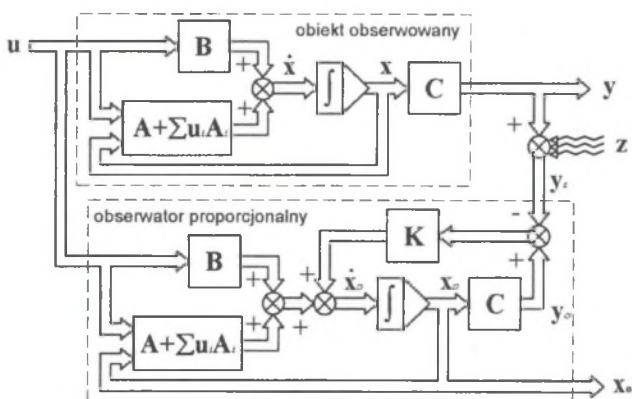 obiekt obserwowany
u
B
+
ẋ
x
C
y
∫
A+∑uᵢAᵢ
+
+
z
yz
obserwator proporcjonalny
-
K
B
+
+
ẋo
xo
+
∫
C
yo
A+∑uᵢAᵢ
+
+
xo